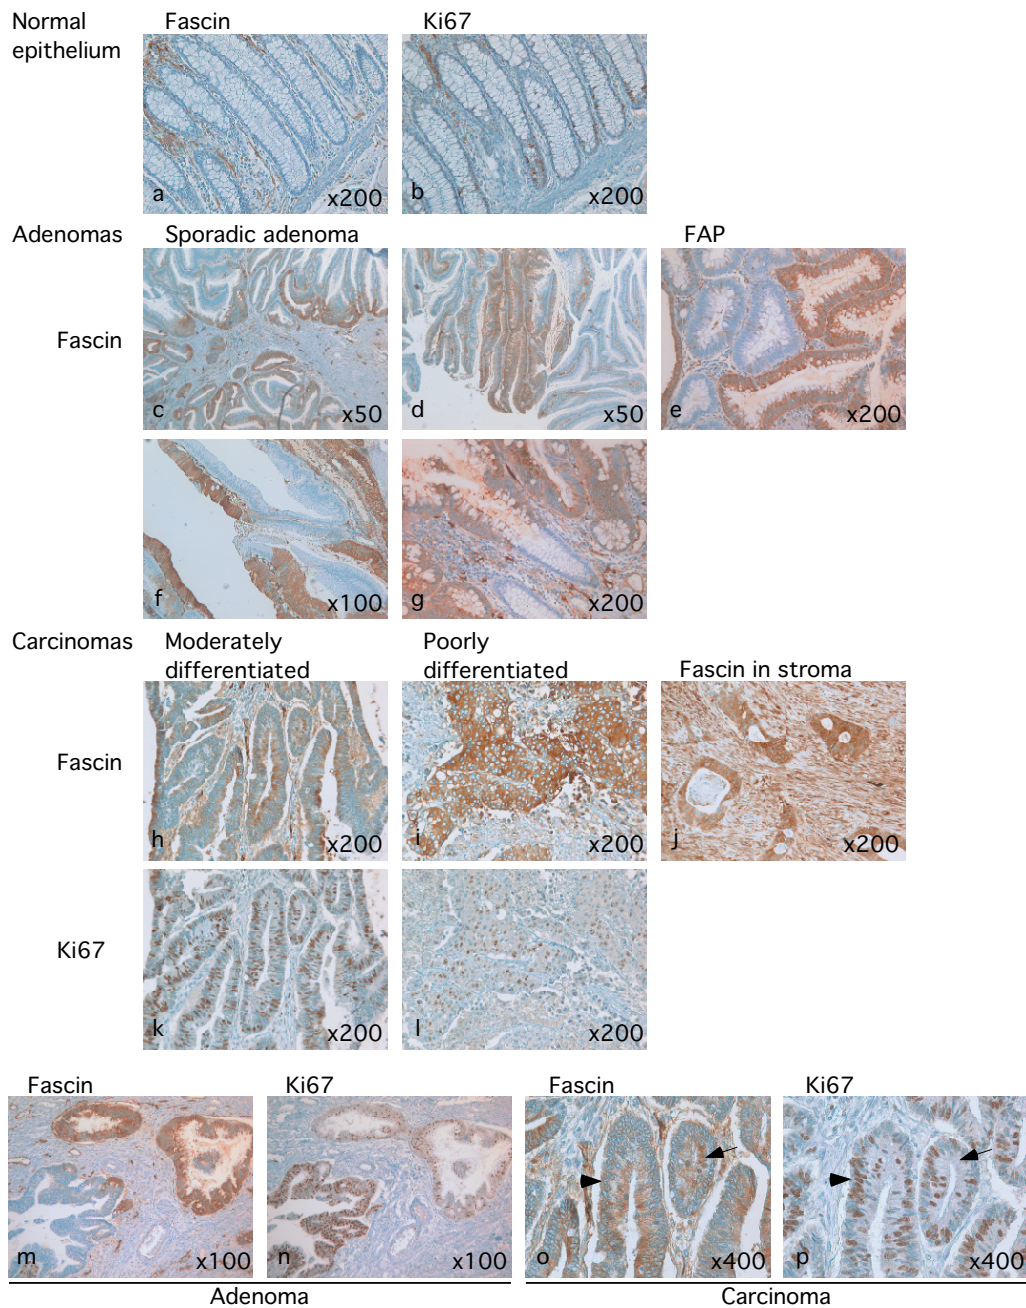 Normal epithelium
Fascin
Ki67
a
x200
b
x200
Adenomas
Sporadic adenoma
FAP
Fascin
c
x50
d
x50
e
x200
f
x100
g
x200
Carcinomas
Moderately differentiated
Poorly differentiated
Fascin in stroma
Fascin
h
x200
i
x200
j
x200
Ki67
k
x200
l
x200
Fascin
Ki67
Fascin
Ki67
m
x100
n
x100
o
x400
p
x400
Adenoma
Carcinoma